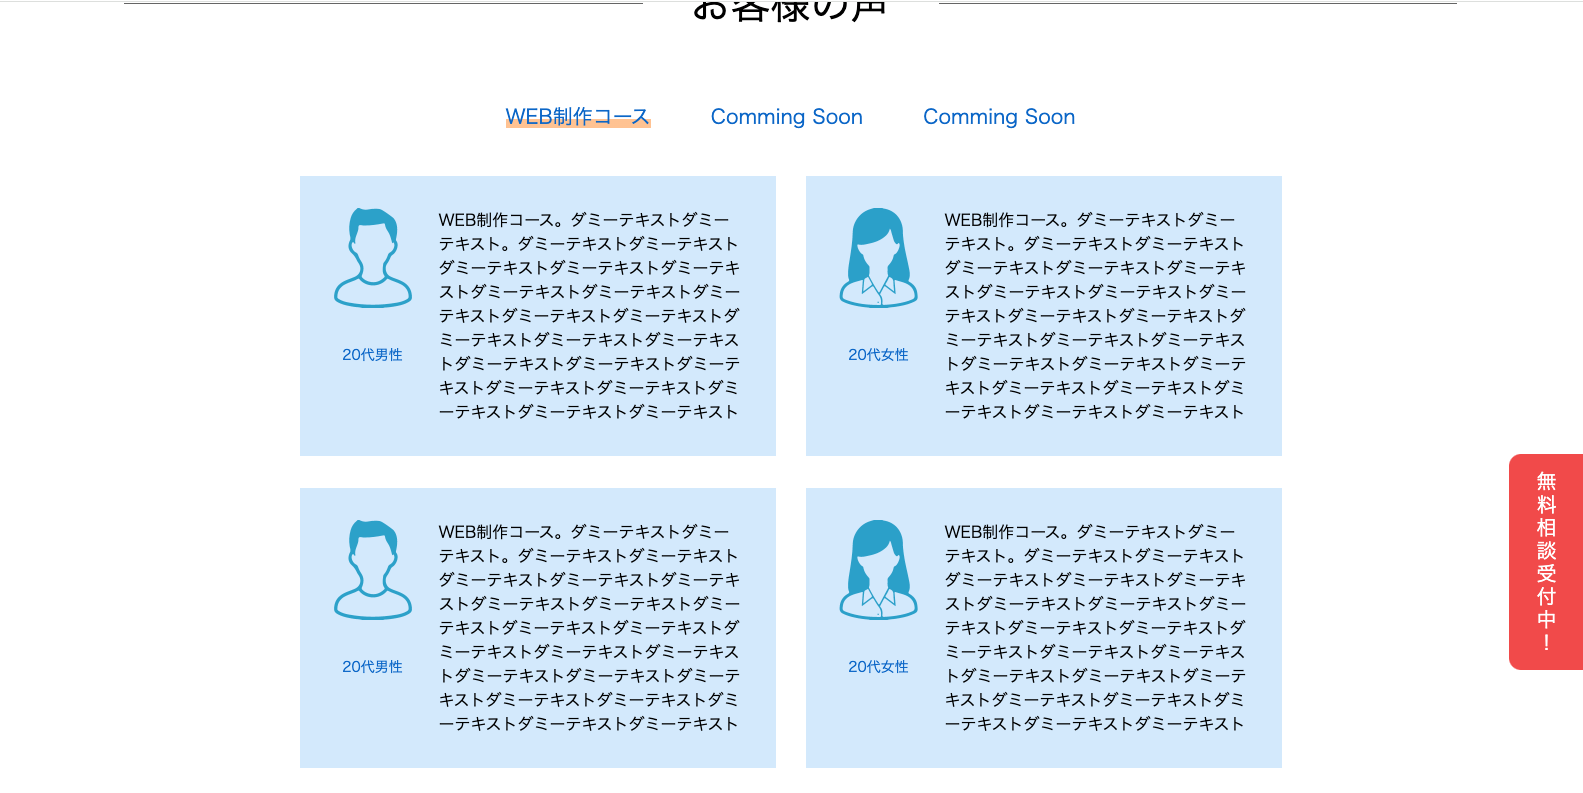 お客様の声
WEB制作コース
Comming Soon
Comming Soon
WEB制作コース。ダミーテキストダミー
テキスト。ダミーテキストダミーテキスト
ダミーテキストダミーテキストダミーテキ
ストダミーテキストダミーテキストダミー
テキストダミーテキストダミーテキストダ
ミーテキストダミーテキストダミーテキス
トダミーテキストダミーテキストダミーテ
キストダミーテキストダミーテキストダミ
ーテキストダミーテキストダミーテキスト
20代男性
WEB制作コース。ダミーテキストダミー
テキスト。ダミーテキストダミーテキスト
ダミーテキストダミーテキストダミーテキ
ストダミーテキストダミーテキストダミー
テキストダミーテキストダミーテキストダ
ミーテキストダミーテキストダミーテキス
トダミーテキストダミーテキストダミーテ
キストダミーテキストダミーテキストダミ
ーテキストダミーテキストダミーテキスト
20代女性
WEB制作コース。ダミーテキストダミー
テキスト。ダミーテキストダミーテキスト
ダミーテキストダミーテキストダミーテキ
ストダミーテキストダミーテキストダミー
テキストダミーテキストダミーテキストダ
ミーテキストダミーテキストダミーテキス
トダミーテキストダミーテキストダミーテ
キストダミーテキストダミーテキストダミ
ーテキストダミーテキストダミーテキスト
20代男性
WEB制作コース。ダミーテキストダミー
テキスト。ダミーテキストダミーテキスト
ダミーテキストダミーテキストダミーテキ
ストダミーテキストダミーテキストダミー
テキストダミーテキストダミーテキストダ
ミーテキストダミーテキストダミーテキス
トダミーテキストダミーテキストダミーテ
キストダミーテキストダミーテキストダミ
ーテキストダミーテキストダミーテキスト
20代女性
無料相談受付中！